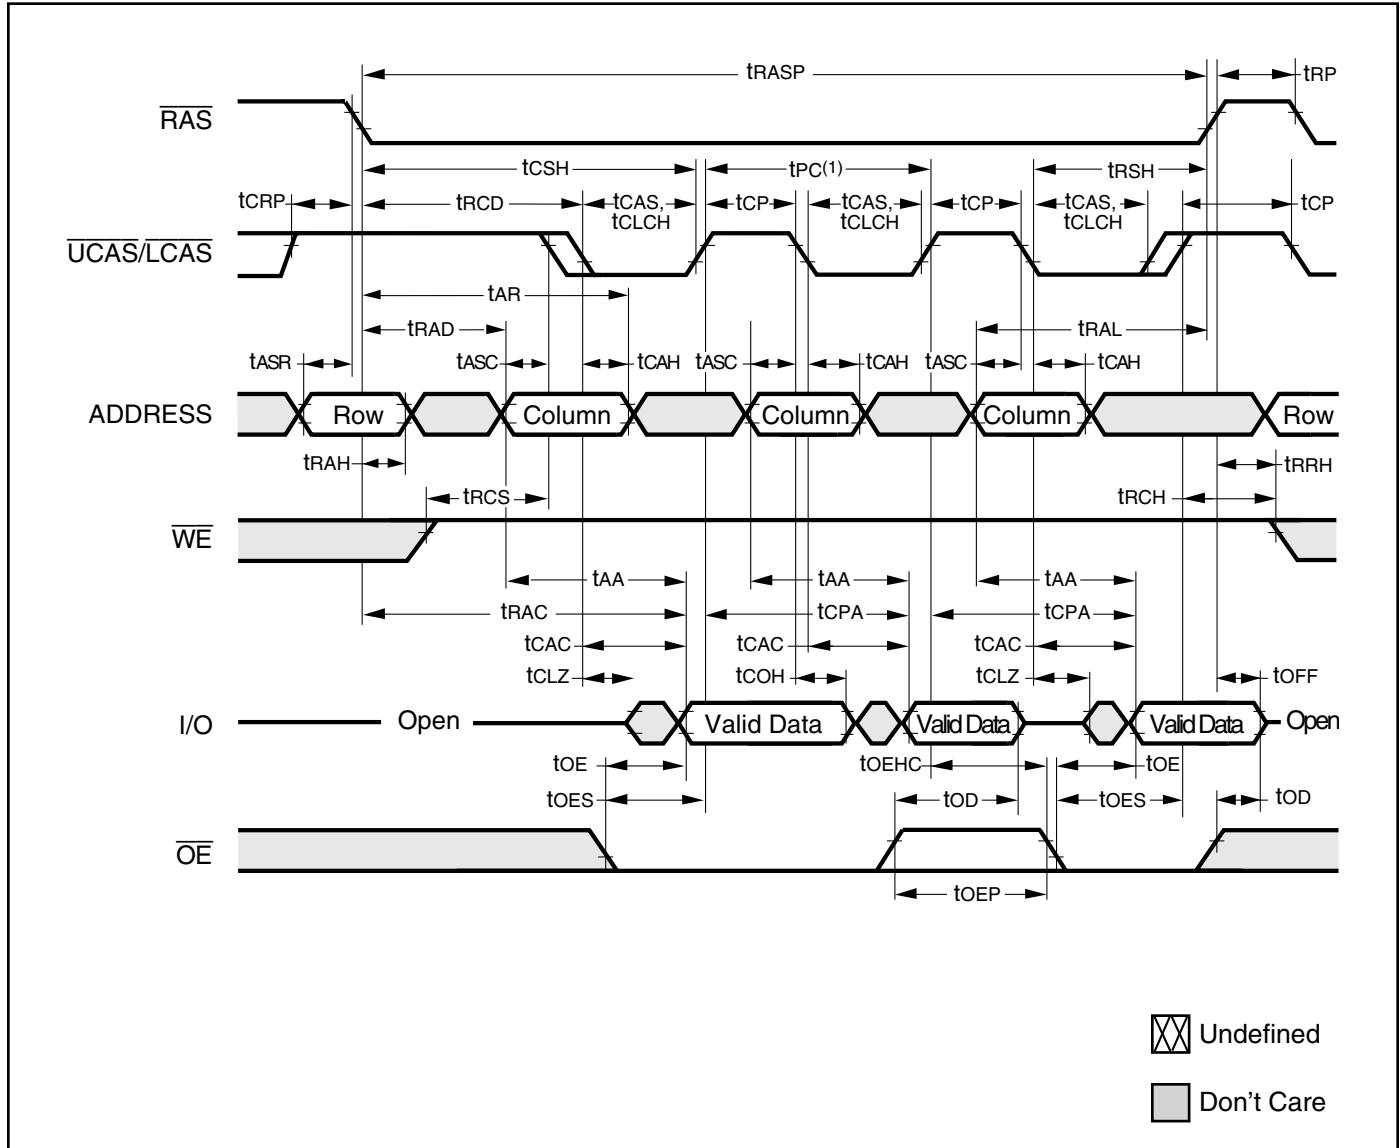 tRASP tRP
RAS
tCSH tPC(1) tRSH
tCRP tRCD tCAS, tCLCH tCP tCAS, tCLCH tCP tCAS, tCLCH tCP
UCAS/LCAS
tAR
tRAD tRAL
tASR tASC tCAH tASC tCAH tASC tCAH
ADDRESS Row Column Column Column Row
tRAH tRRH
tRCS tRCH
WE
tAA tAA tAA
tRAC tCPA tCPA
tCAC tCAC tCAC
tCLZ tCOH tCLZ tOFF
I/O Open Valid Data Valid Data Valid Data Open
tOE tOEHC tOE
tOES tOD tOES tOD
OE
tOEP
Undefined
Don't Care